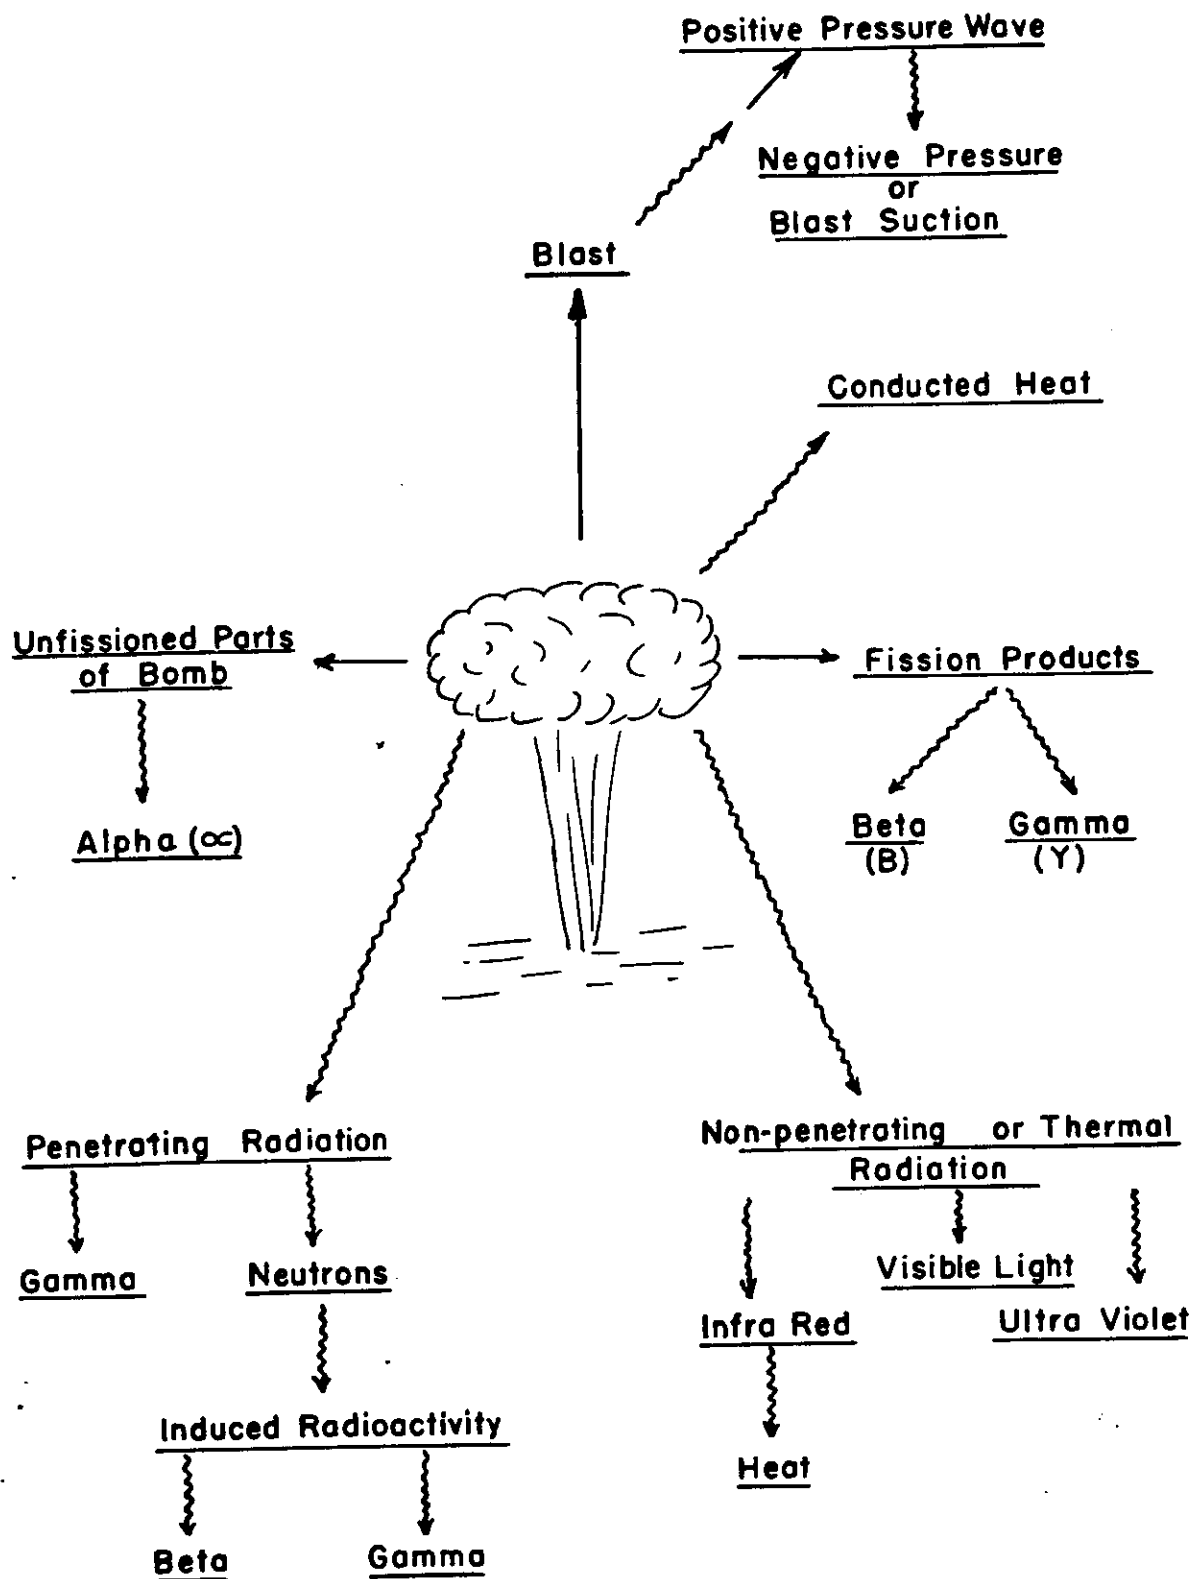 Positive Pressure Wave
Negative Pressure
or
Blast Suction
Blast
Conducted Heat
Unfissioned Parts
of Bomb
Alpha (∝)
Fission Products
Beta
(B)
Gamma
(Y)
Penetrating Radiation
Gamma
Neutrons
Induced Radioactivity
Beta
Gamma
Non-penetrating or Thermal
Radiation
Visible Light
Infra Red
Ultra Violet
Heat